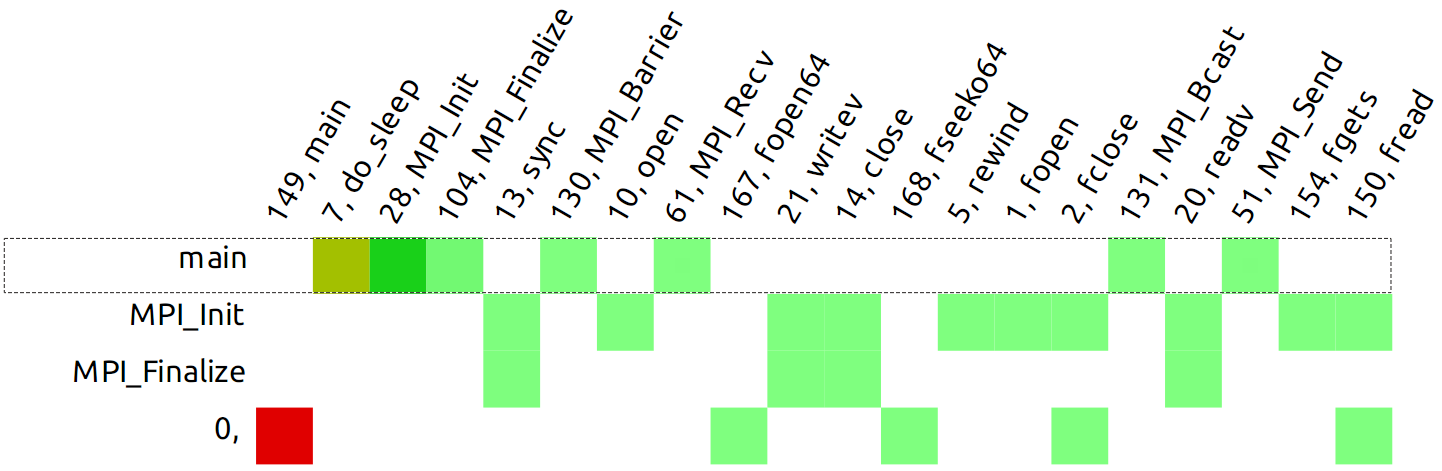 149, main
7, do_sleep
28, MPI_Init
104, MPI_Finalize
13, sync
130, MPI_Barrier
10, open
61, MPI_Recv
167, fopen64
21, writev
14, close
168, fseeko64
5, rewind
1, fopen
2, fclose
131, MPI_Bcast
20, readv
51, MPI_Send
154, fgets
150, fread
main
MPI_Init
MPI_Finalize
0,